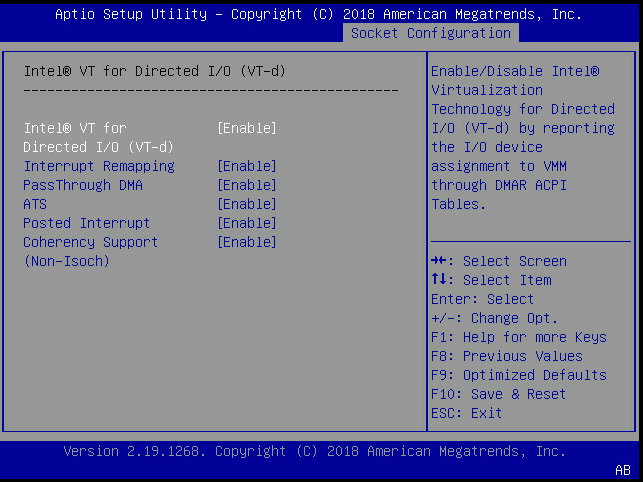 Aptio Setup Utility – Copyright (C) 2018 American Megatrends, Inc.
Socket Configuration
Intel® VT for Directed I/O (VT-d)
------------------------------------------------
Intel® VT for [Enable]
Directed I/O (VT-d)
Interrupt Remapping [Enable]
PassThrough DMA [Enable]
ATS [Enable]
Posted Interrupt [Enable]
Coherency Support [Enable]
(Non-Isoch)
Enable/Disable Intel®
Virtualization
Technology for Directed
I/O (VT-d) by reporting
the I/O device
assignment to VMM
through DMAR ACPI
Tables.
→←: Select Screen
↑↓: Select Item
Enter: Select
+/-: Change Opt.
F1: Help for more Keys
F8: Previous Values
F9: Optimized Defaults
F10: Save & Reset
ESC: Exit
Version 2.19.1268. Copyright (C) 2018 American Megatrends, Inc.
AB